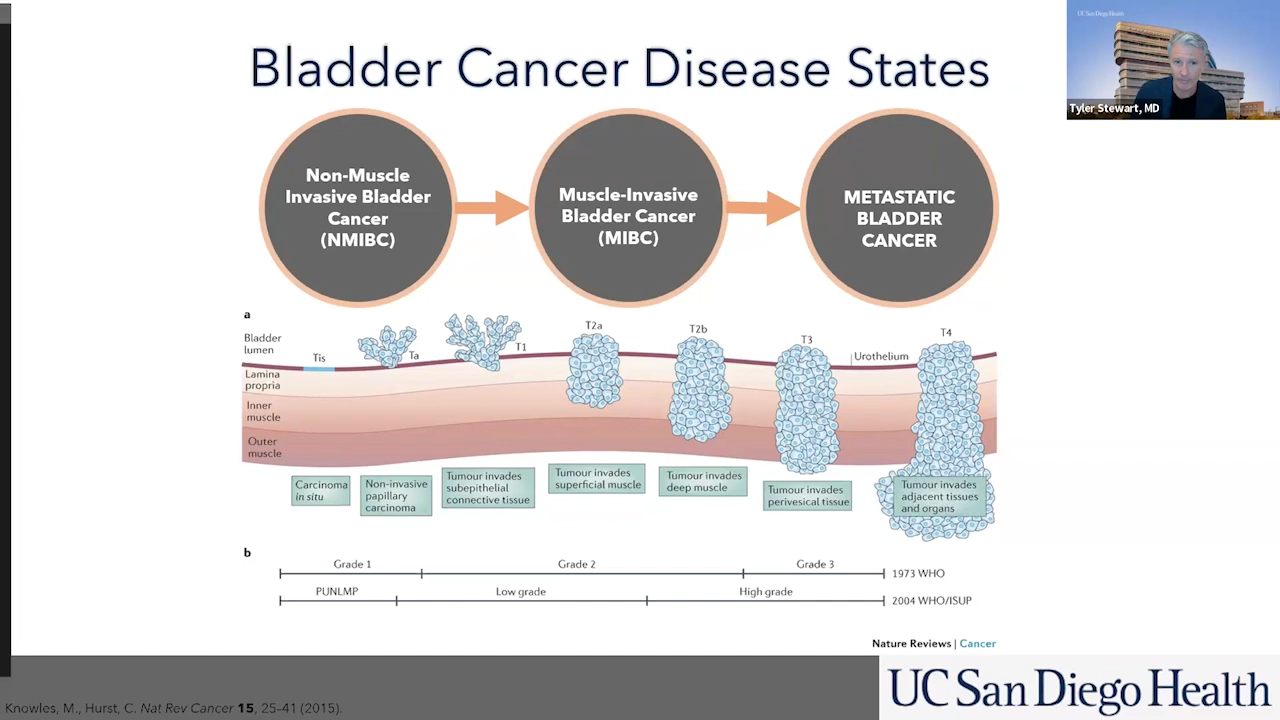 UC San Diego Health
Tyler Stewart, MD
Bladder Cancer Disease States
Non-Muscle
Invasive Bladder
Cancer
(NMIBC)
Muscle-Invasive
Bladder Cancer
(MIBC)
METASTATIC
BLADDER
CANCER
a
Bladder
lumen
Tis
Ta
T1
T2a
T2b
T3
Urothelium
T4
Lamina
propria
Inner
muscle
Outer
muscle
Carcinoma
in situ
Non-invasive
papillary
carcinoma
Tumour invades
subepithelial
connective tissue
Tumour invades
superficial muscle
Tumour invades
deep muscle
Tumour invades
perivesical tissue
Tumour invades
adjacent tissues
and organs
b
Grade 1
Grade 2
Grade 3
1973 WHO
PUNLMP
Low grade
High grade
2004 WHO/ISUP
Nature Reviews | Cancer
Knowles, M., Hurst, C. Nat Rev Cancer 15, 25–41 (2015).
UC San Diego Health